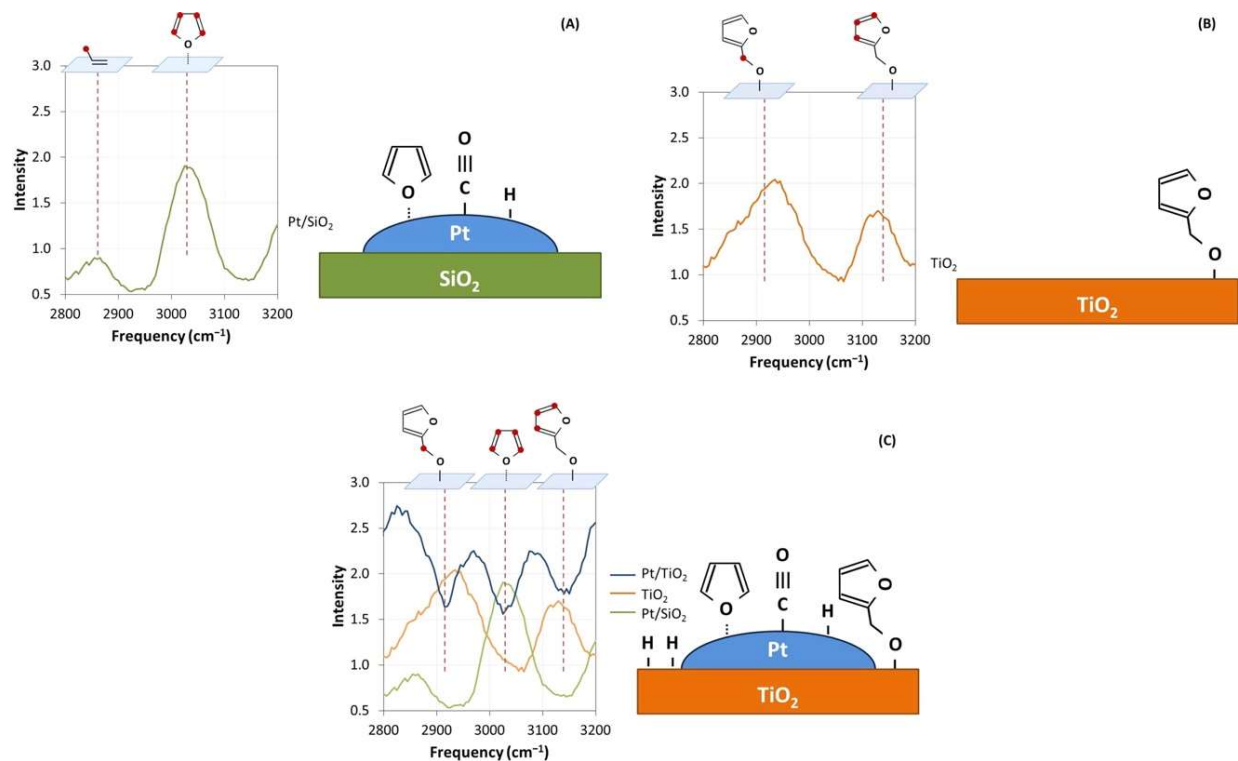 (A)
O
3.0
2.5
2.0
1.5
1.0
0.5
Intensity
2800 2900 3000 3100 3200
Frequency (cm⁻¹)
Pt/SiO₂
O
O
C
H
Pt
SiO₂
(B)
O
O
O
O
3.0
2.5
2.0
1.5
1.0
0.5
Intensity
2800 2900 3000 3100 3200
Frequency (cm⁻¹)
TiO₂
O
O
TiO₂
(C)
O
O
O
O
O
3.0
2.5
2.0
1.5
1.0
0.5
Intensity
2800 2900 3000 3100 3200
Frequency (cm⁻¹)
Pt/TiO₂
TiO₂
Pt/SiO₂
O
O
C
H
O
O
H H
Pt
TiO₂